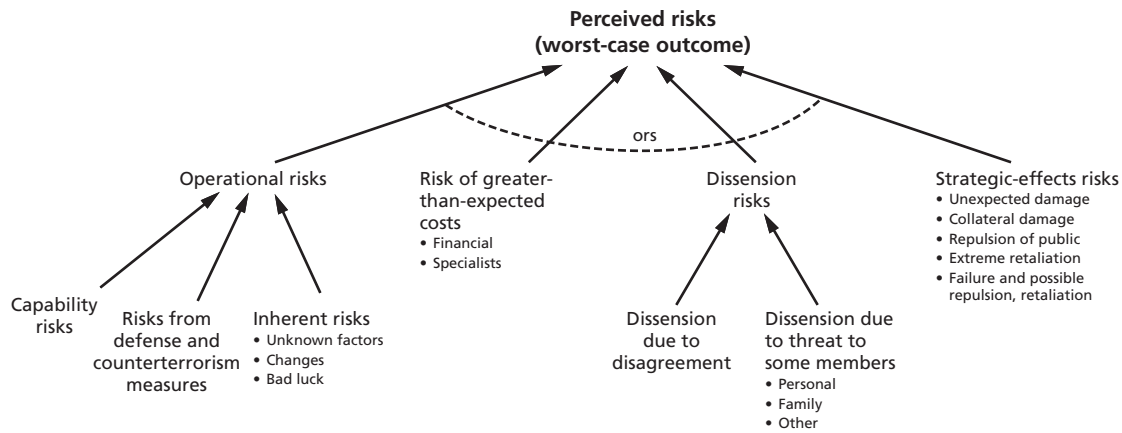 Perceived risks
(worst-case outcome)
ors
Operational risks
Risk of greater-
than-expected
costs
• Financial
• Specialists
Dissension
risks
Strategic-effects risks
• Unexpected damage
• Collateral damage
• Repulsion of public
• Extreme retaliation
• Failure and possible
repulsion, retaliation
Capability
risks
Risks from
defense and
counterterrorism
measures
Inherent risks
• Unknown factors
• Changes
• Bad luck
Dissension
due to
disagreement
Dissension due
to threat to
some members
• Personal
• Family
• Other